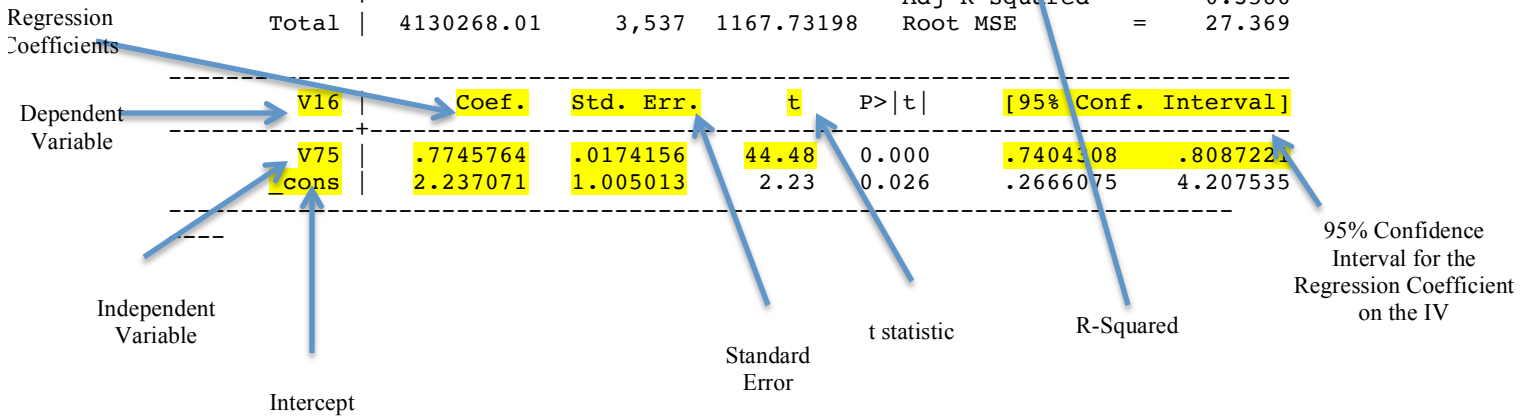 Regression
Coefficients
Total | 4130268.01 3,537 1167.73198 Root MSE = 27.369
--------------------------------------------------------------------------
Dependent
Variable
V16 | Coef. Std. Err. t P>|t| [95% Conf. Interval]
-------------+------------------------------------------------------------
V75 | .7745764 .0174156 44.48 0.000 .7404308
_cons | 2.237071 1.005013 2.23 0.026 .2666075 4.207535
----------------------------------------------------------------------
----
95% Confidence
Interval for the
Regression Coefficient
on the IV
Independent
Variable
t statistic
R-Squared
Standard
Error
Intercept